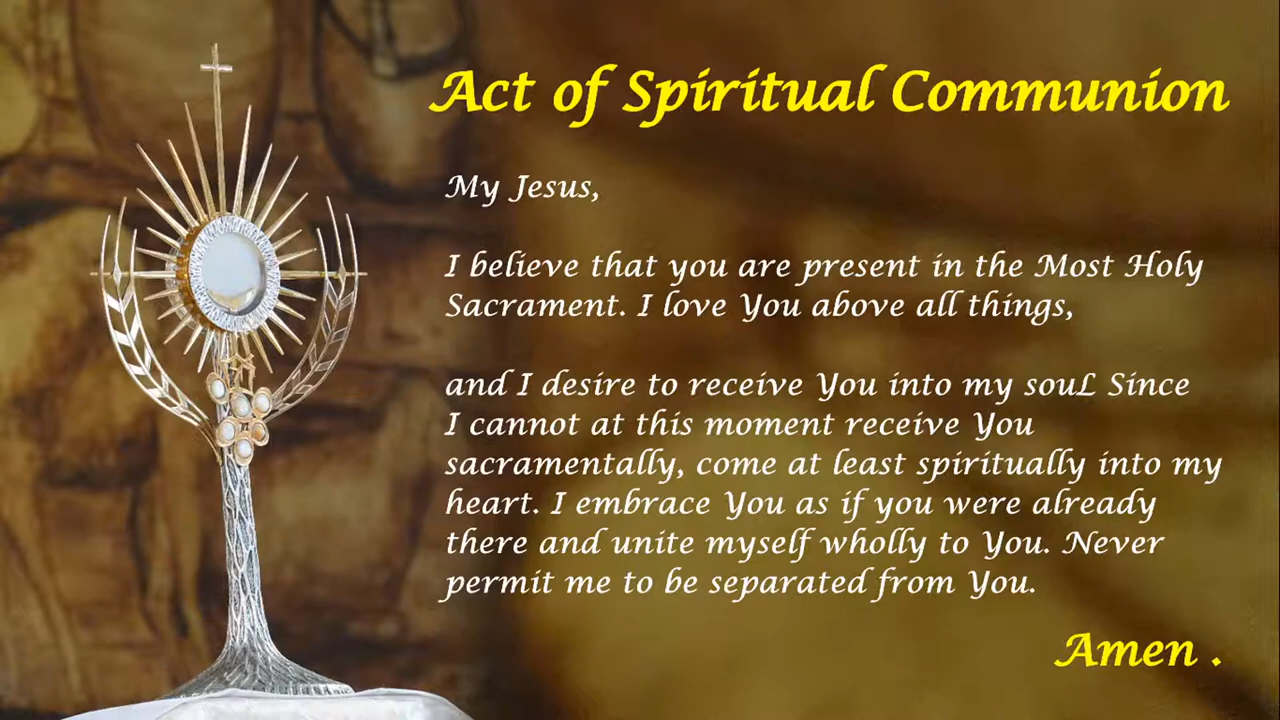 Act of Spiritual Communion
My Jesus,
I believe that you are present in the Most Holy
Sacrament. I love You above all things,
and I desire to receive You into my souL Since
I cannot at this moment receive You
sacramentally, come at least spiritually into my
heart. I embrace You as if you were already
there and unite myself wholly to You. Never
permit me to be separated from You.
Amen .